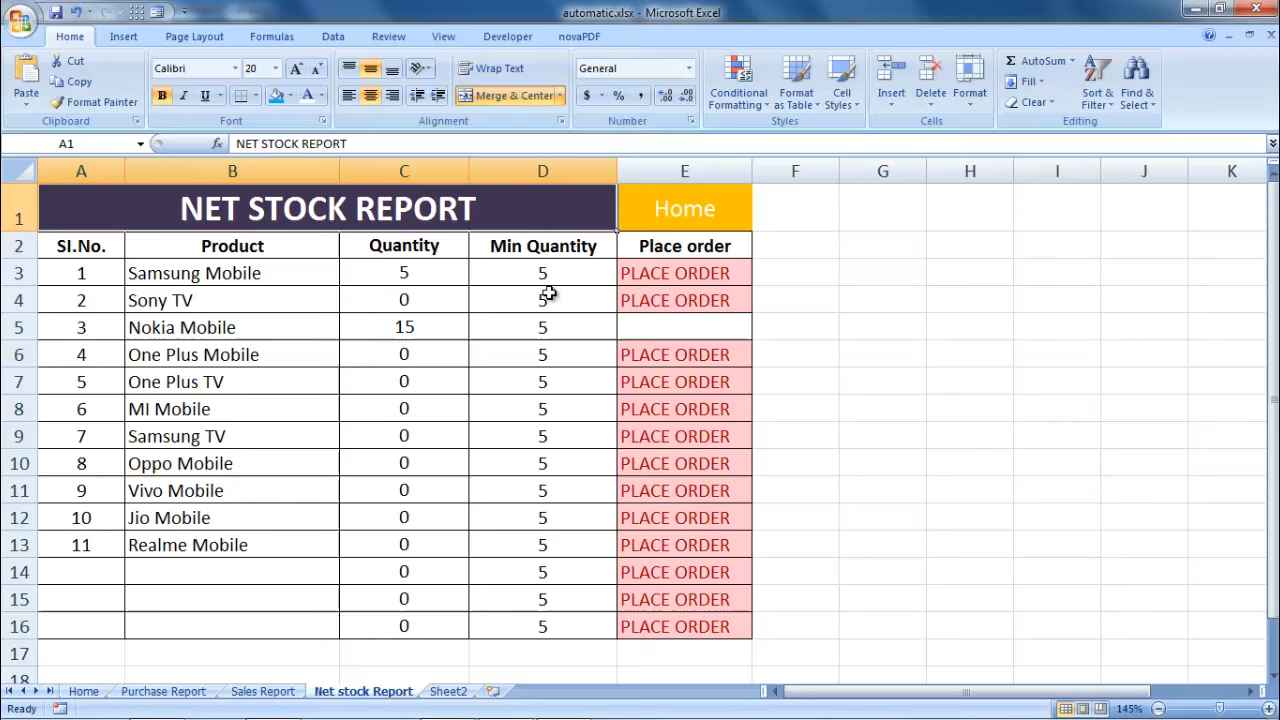 automatic.xlsx - Microsoft Excel
Home Insert Page Layout Formulas Data Review View Developer novaPDF
Paste Cut Copy Format Painter Clipboard
Calibri 20 B I U A A A Font
Wrap Text Merge & Center Alignment
General $ % , Number
Conditional Formatting Format as Table Cell Styles Styles
Insert Delete Format Cells
Σ AutoSum Fill Clear Sort & Filter Find & Select Editing
A1 fx NET STOCK REPORT
A B C D E F G H I J K
1 NET STOCK REPORT Home
2 SI.No. Product Quantity Min Quantity Place order
3 1 Samsung Mobile 5 5 PLACE ORDER
4 2 Sony TV 0 5 PLACE ORDER
5 3 Nokia Mobile 15 5
6 4 One Plus Mobile 0 5 PLACE ORDER
7 5 One Plus TV 0 5 PLACE ORDER
8 6 MI Mobile 0 5 PLACE ORDER
9 7 Samsung TV 0 5 PLACE ORDER
10 8 Oppo Mobile 0 5 PLACE ORDER
11 9 Vivo Mobile 0 5 PLACE ORDER
12 10 Jio Mobile 0 5 PLACE ORDER
13 11 Realme Mobile 0 5 PLACE ORDER
14 0 5 PLACE ORDER
15 0 5 PLACE ORDER
16 0 5 PLACE ORDER
17
18
Home Purchase Report Sales Report Net stock Report Sheet2
Ready 145%